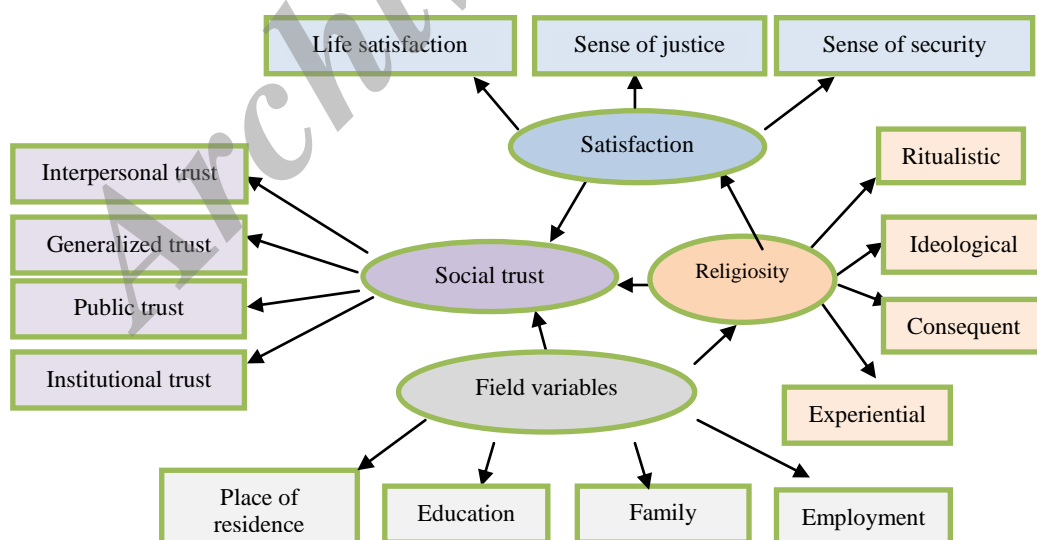 Life satisfaction
Sense of justice
Sense of security
Satisfaction
Ritualistic
Interpersonal trust
Ideological
Generalized trust
Social trust
Religiosity
Public trust
Consequent
Institutional trust
Field variables
Experiential
Place of
residence
Education
Family
Employment